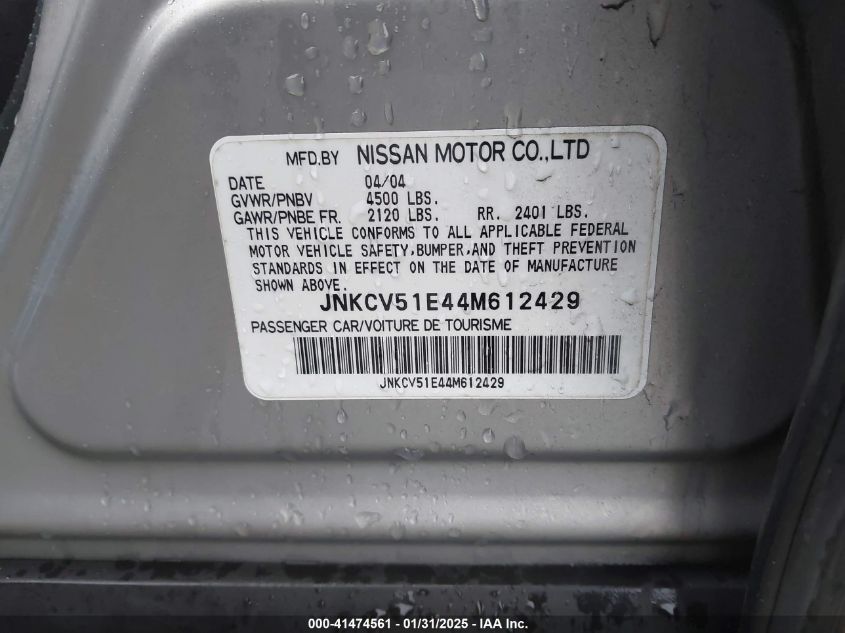 MFD.BY NISSAN MOTOR CO.,LTD
DATE 04/04
GVWR/PNBV 4500 LBS.
GAWR/PNBE FR. 2120 LBS. RR. 2401 LBS.
THIS VEHICLE CONFORMS TO ALL APPLICABLE FEDERAL
MOTOR VEHICLE SAFETY,BUMPER,AND THEFT PREVENTION
STANDARDS IN EFFECT ON THE DATE OF MANUFACTURE
SHOWN ABOVE.
JNKCV51E44M612429
PASSENGER CAR/VOITURE DE TOURISME
JNKCV51E44M612429
000-41474561 - 01/31/2025 - IAA Inc.